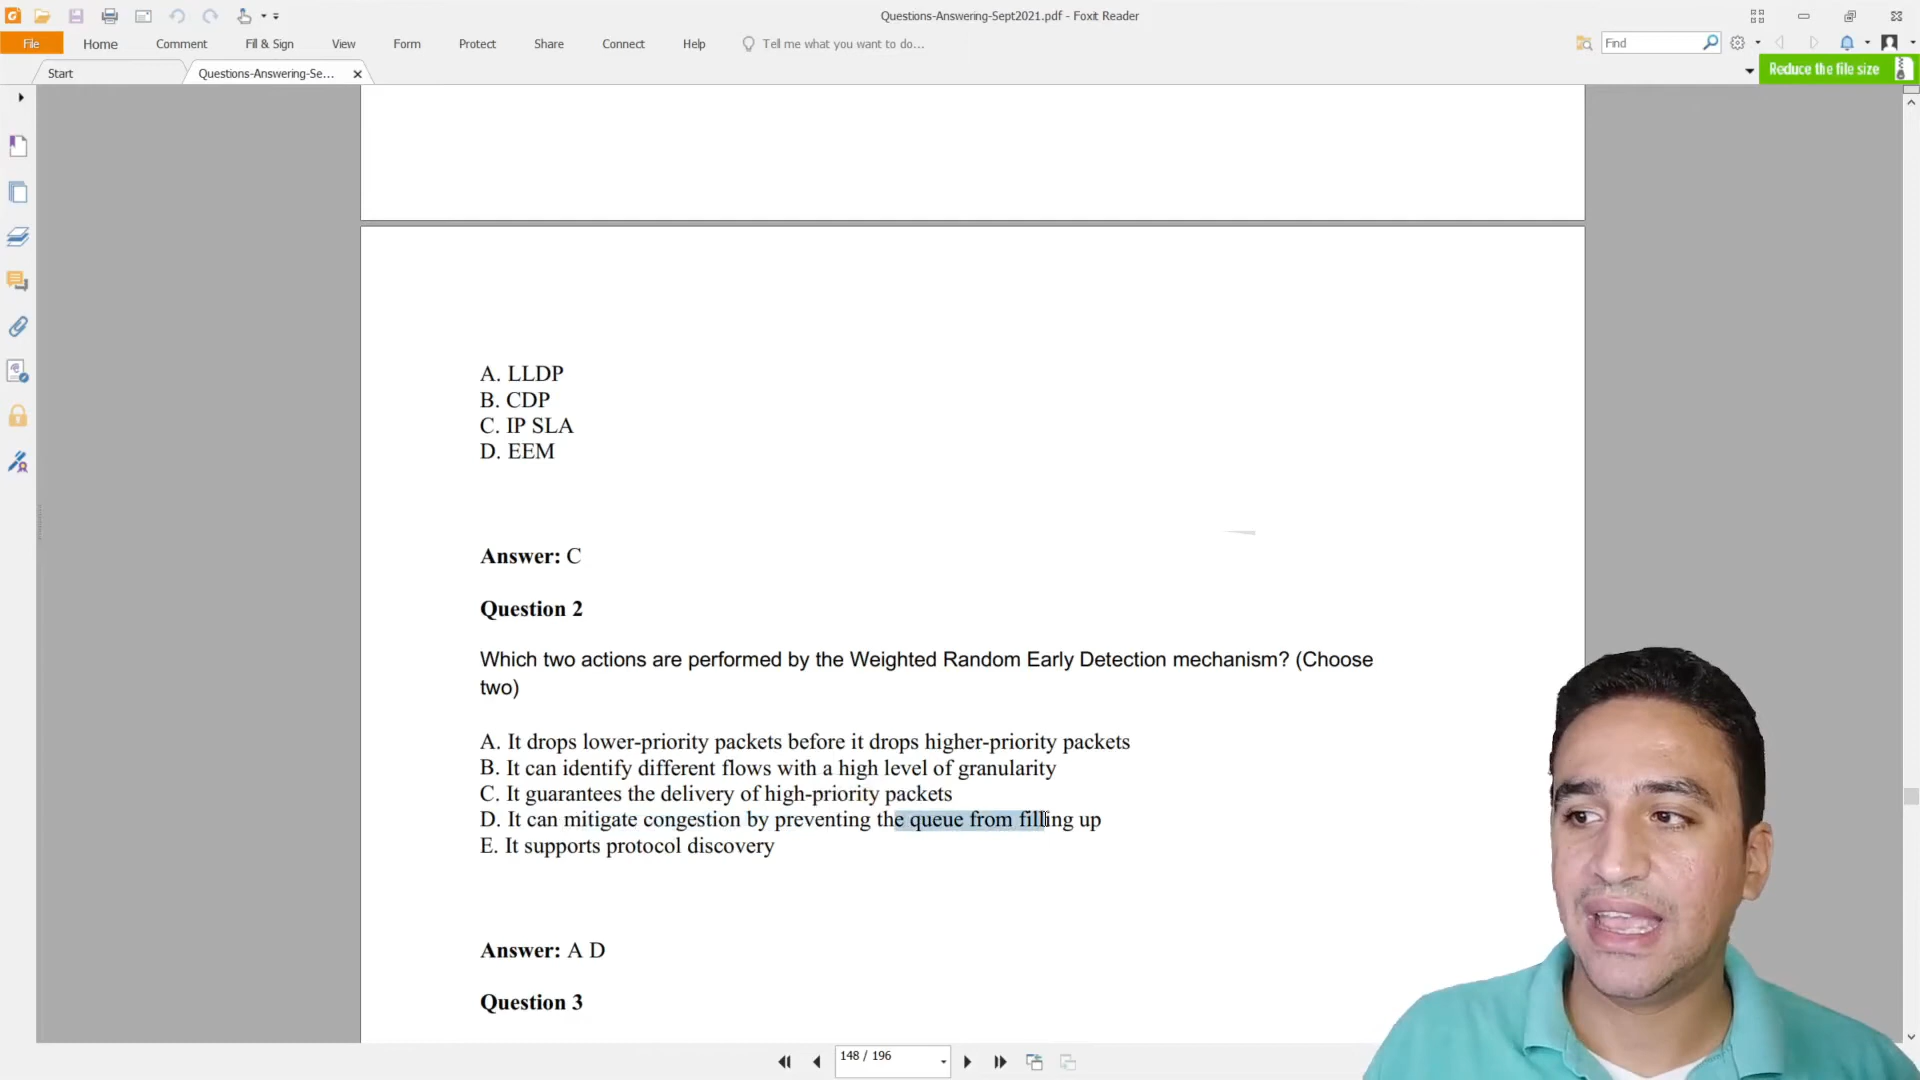 Questions-Answering-Sept2021.pdf - Foxit Reader
File Home Comment Fill & Sign View Form Protect Share Connect Help Tell me what you want to do... Find
Start Questions-Answering-Se... Reduce the file size
A. LLDP
B. CDP
C. IP SLA
D. EEM
Answer: C
Question 2
Which two actions are performed by the Weighted Random Early Detection mechanism? (Choose
two)
A. It drops lower-priority packets before it drops higher-priority packets
B. It can identify different flows with a high level of granularity
C. It guarantees the delivery of high-priority packets
D. It can mitigate congestion by preventing the queue from filling up
E. It supports protocol discovery
Answer: A D
Question 3
148 / 196